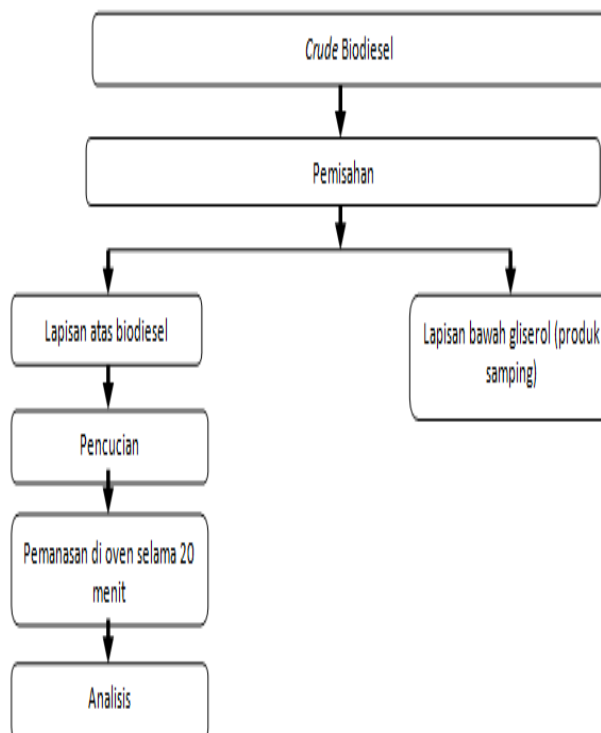 Crude Biodiesel
Pemisahan
Lapisan atas biodiesel
Lapisan bawah gliserol (produk
samping)
Pencucian
Pemanasan di oven selama 20
menit
Analisis